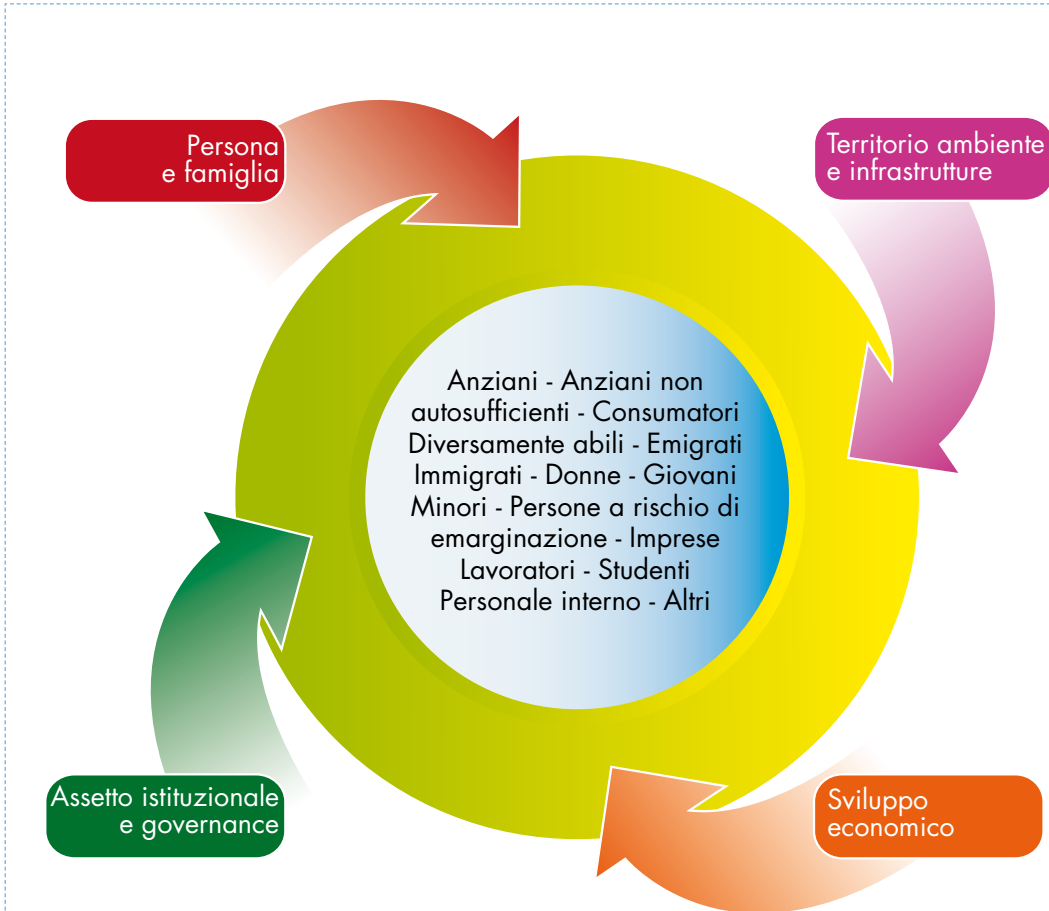 Persona
e famiglia
Territorio ambiente
e infrastrutture
Anziani - Anziani non
autosufficienti - Consumatori
Diversamente abili - Emigrati
Immigrati - Donne - Giovani
Minori - Persone a rischio di
emarginazione - Imprese
Lavoratori - Studenti
Personale interno - Altri
Assetto istituzionale
e governance
Sviluppo
economico